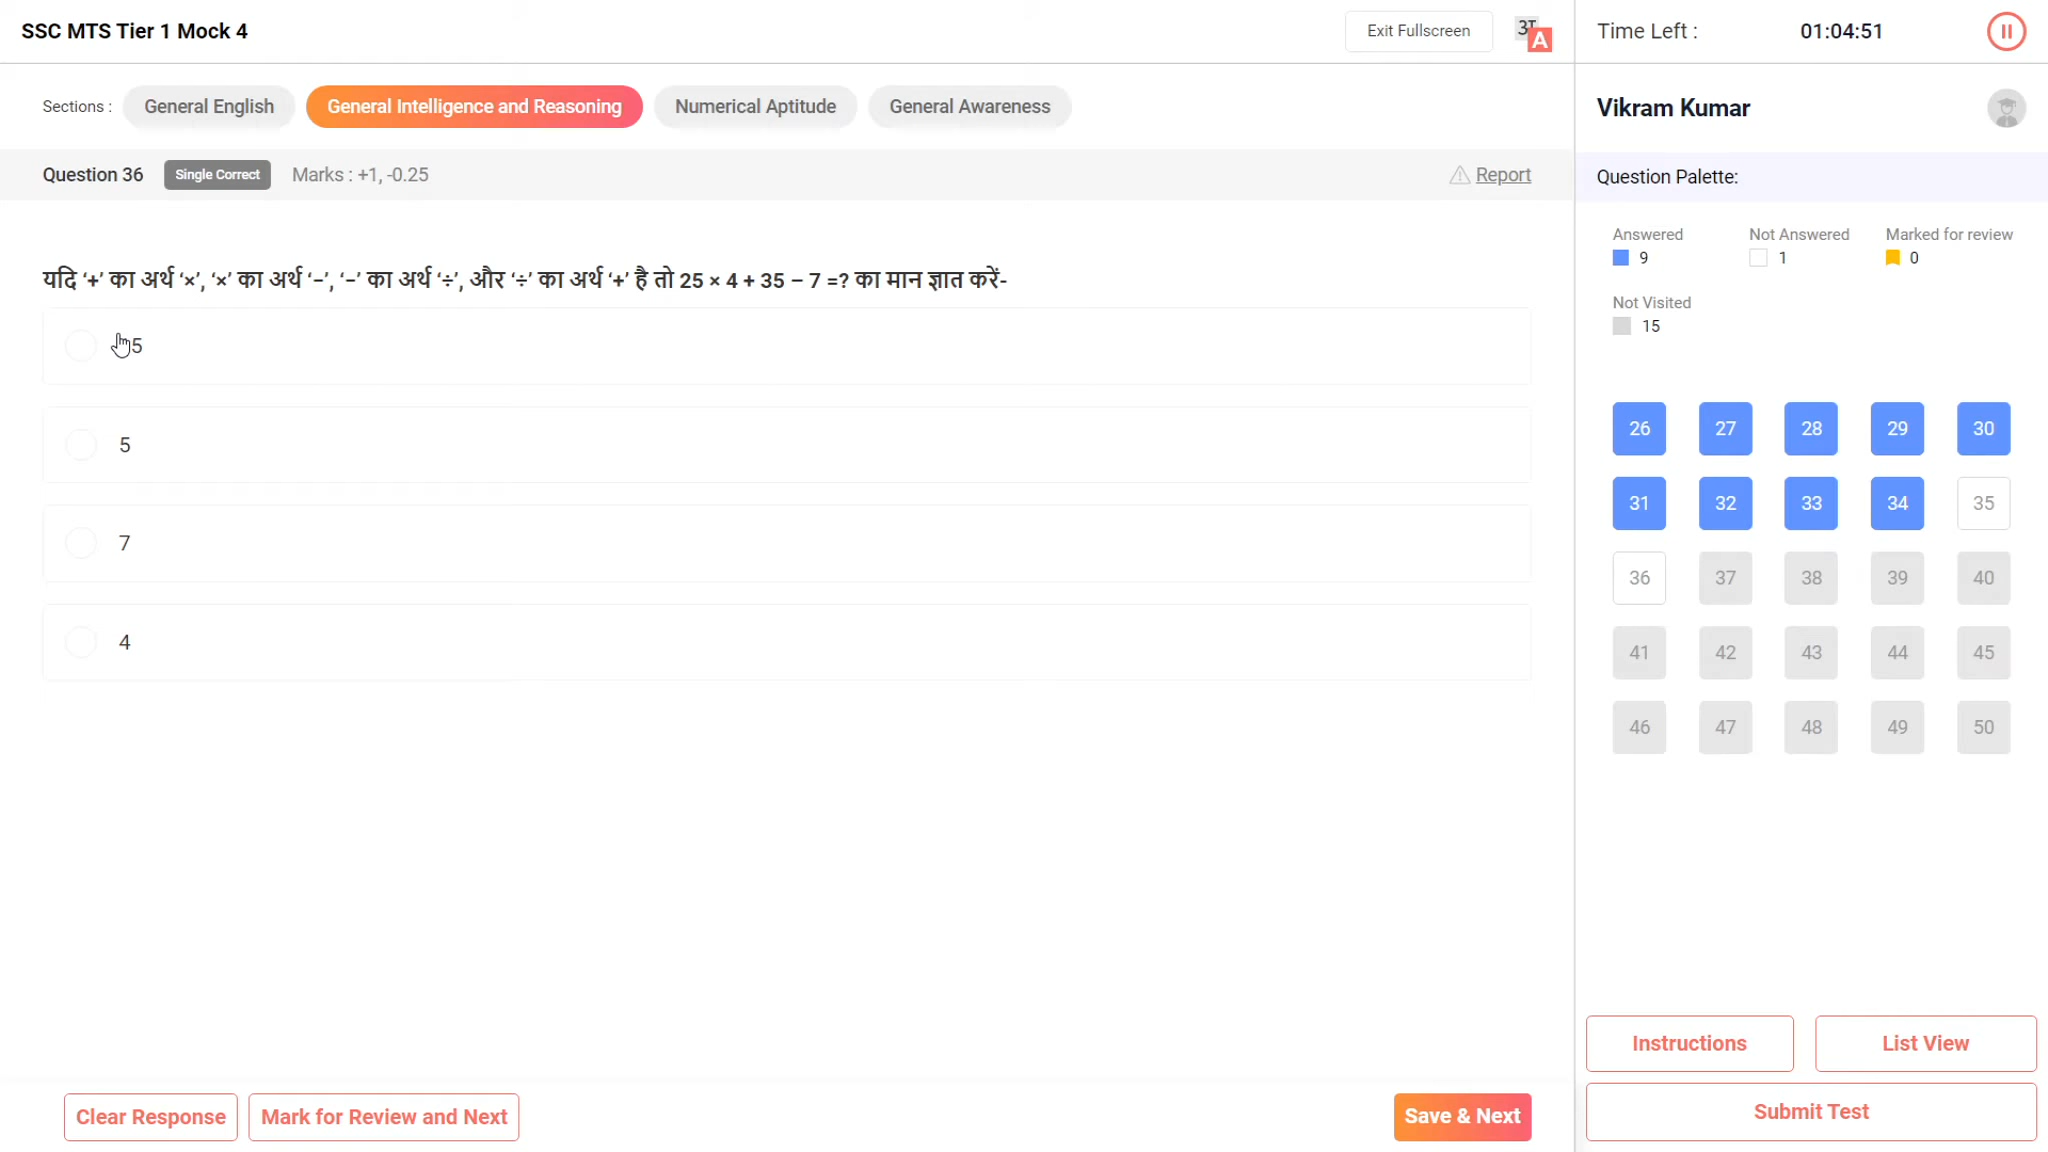 SSC MTS Tier 1 Mock 4
Exit Fullscreen
A
Time Left : 01:04:51
Sections : General English General Intelligence and Reasoning Numerical Aptitude General Awareness
Vikram Kumar
Question 36 Single Correct Marks : +1, -0.25 Report
Question Palette:
यदि ‘+’ का अर्थ ‘×’, ‘×’ का अर्थ ‘−’, ‘−’ का अर्थ ‘÷’, और ‘÷’ का अर्थ ‘+’ है तो 25 × 4 + 35 − 7 =? का मान ज्ञात करें-
5
5
7
4
Answered Not Answered Marked for review
9 1 0
Not Visited
15
26 27 28 29 30
31 32 33 34 35
36 37 38 39 40
41 42 43 44 45
46 47 48 49 50
Instructions List View
Clear Response Mark for Review and Next Save & Next Submit Test